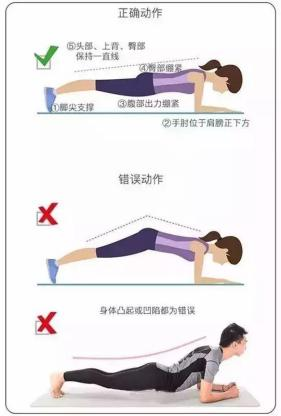 正确动作
⑤头部、上背、臀部
保持一直线
④臀部绷紧
①脚尖支撑
③腹部出力绷紧
②手肘位于肩膀正下方
错误动作
身体凸起或凹陷都为错误